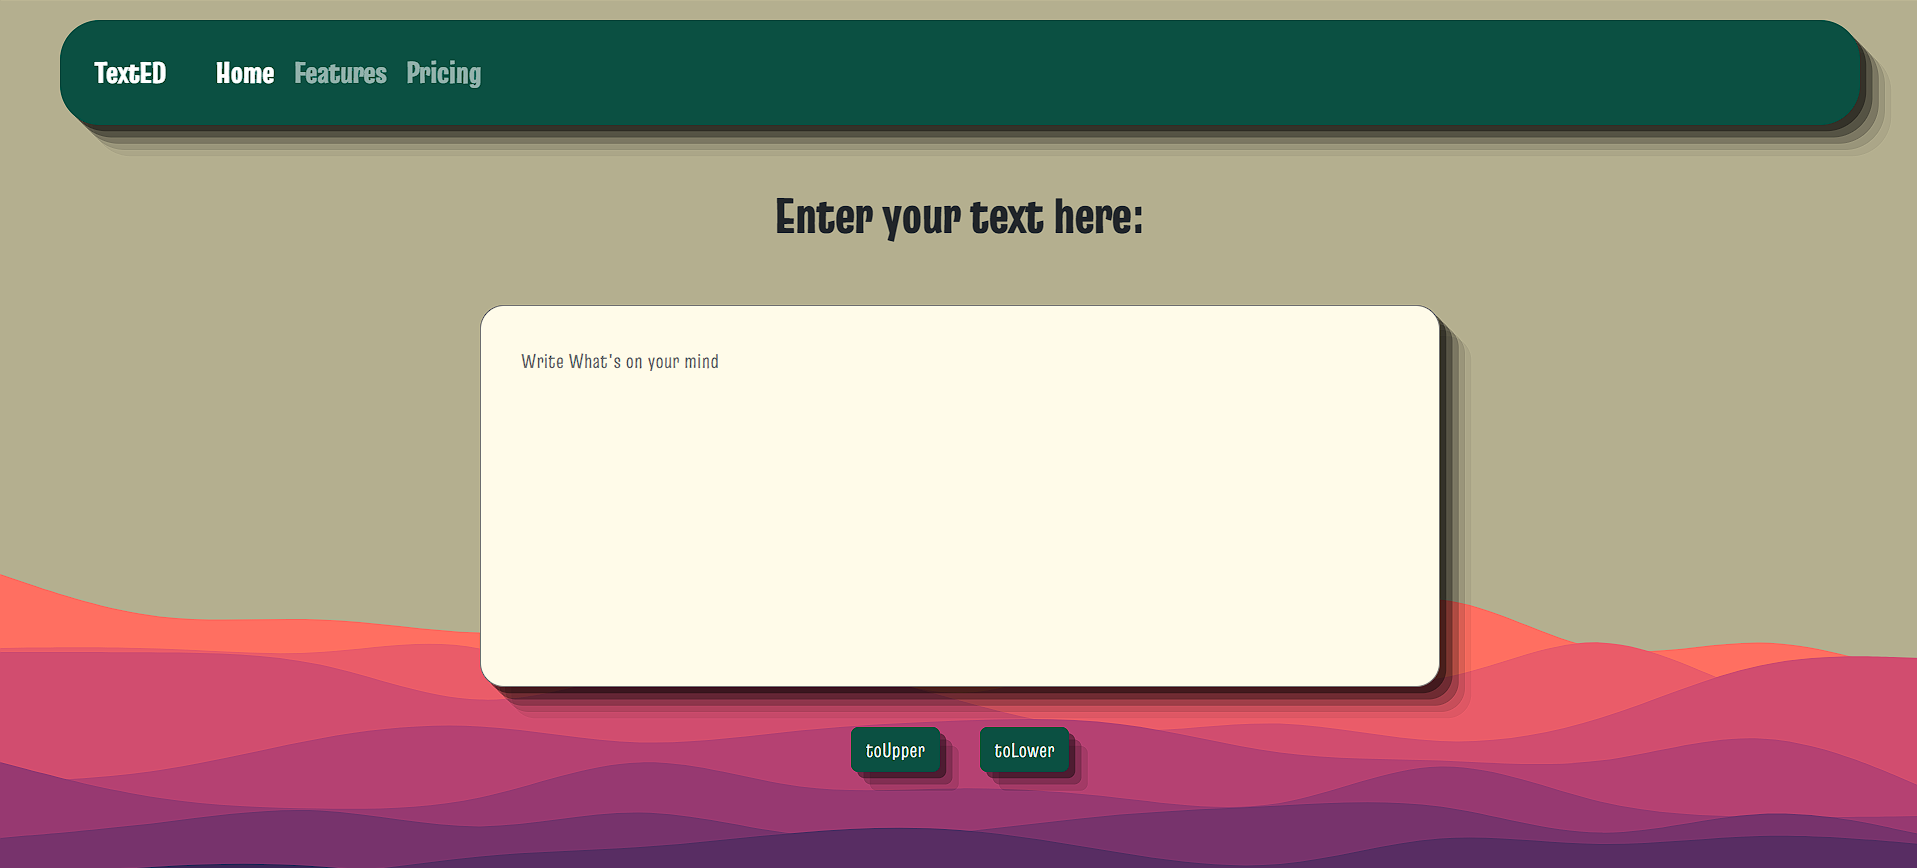 TextED Home Features Pricing
Enter your text here:
Write What's on your mind
toUpper toLower